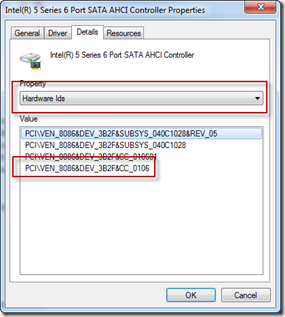 Intel(R) 5 Series 6 Port SATA AHCI Controller Properties
General Driver Details Resources
Intel(R) 5 Series 6 Port SATA AHCI Controller
Property
Hardware Ids
Value
PCI\VEN_8086&DEV_3B2F&SUBSYS_040C1028&REV_05
PCI\VEN_8086&DEV_3B2F&SUBSYS_040C1028
PCI\VEN_8086&DEV_3B2F&CC_010601
PCI\VEN_8086&DEV_3B2F&CC_0106
OK Cancel